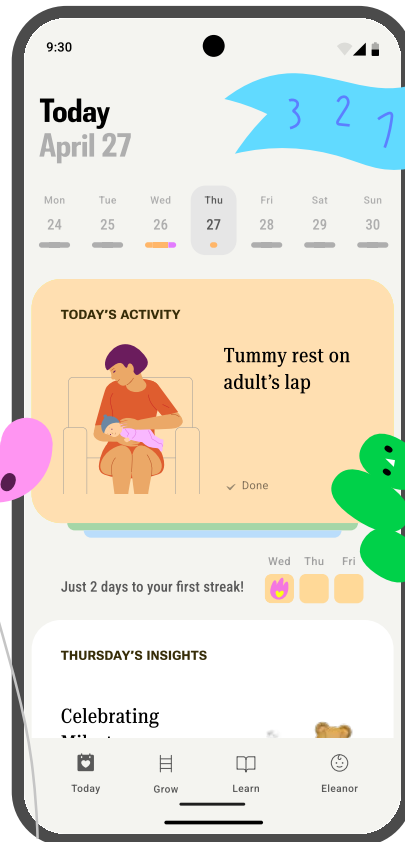 9:30
Today
April 27
3 2 1
Mon Tue Wed Thu Fri Sat Sun
24 25 26 27 28 29 30
TODAY'S ACTIVITY
Tummy rest on
adult's lap
Done
Wed Thu Fri
Just 2 days to your first streak!
THURSDAY'S INSIGHTS
Celebrating
Today Grow Learn Eleanor